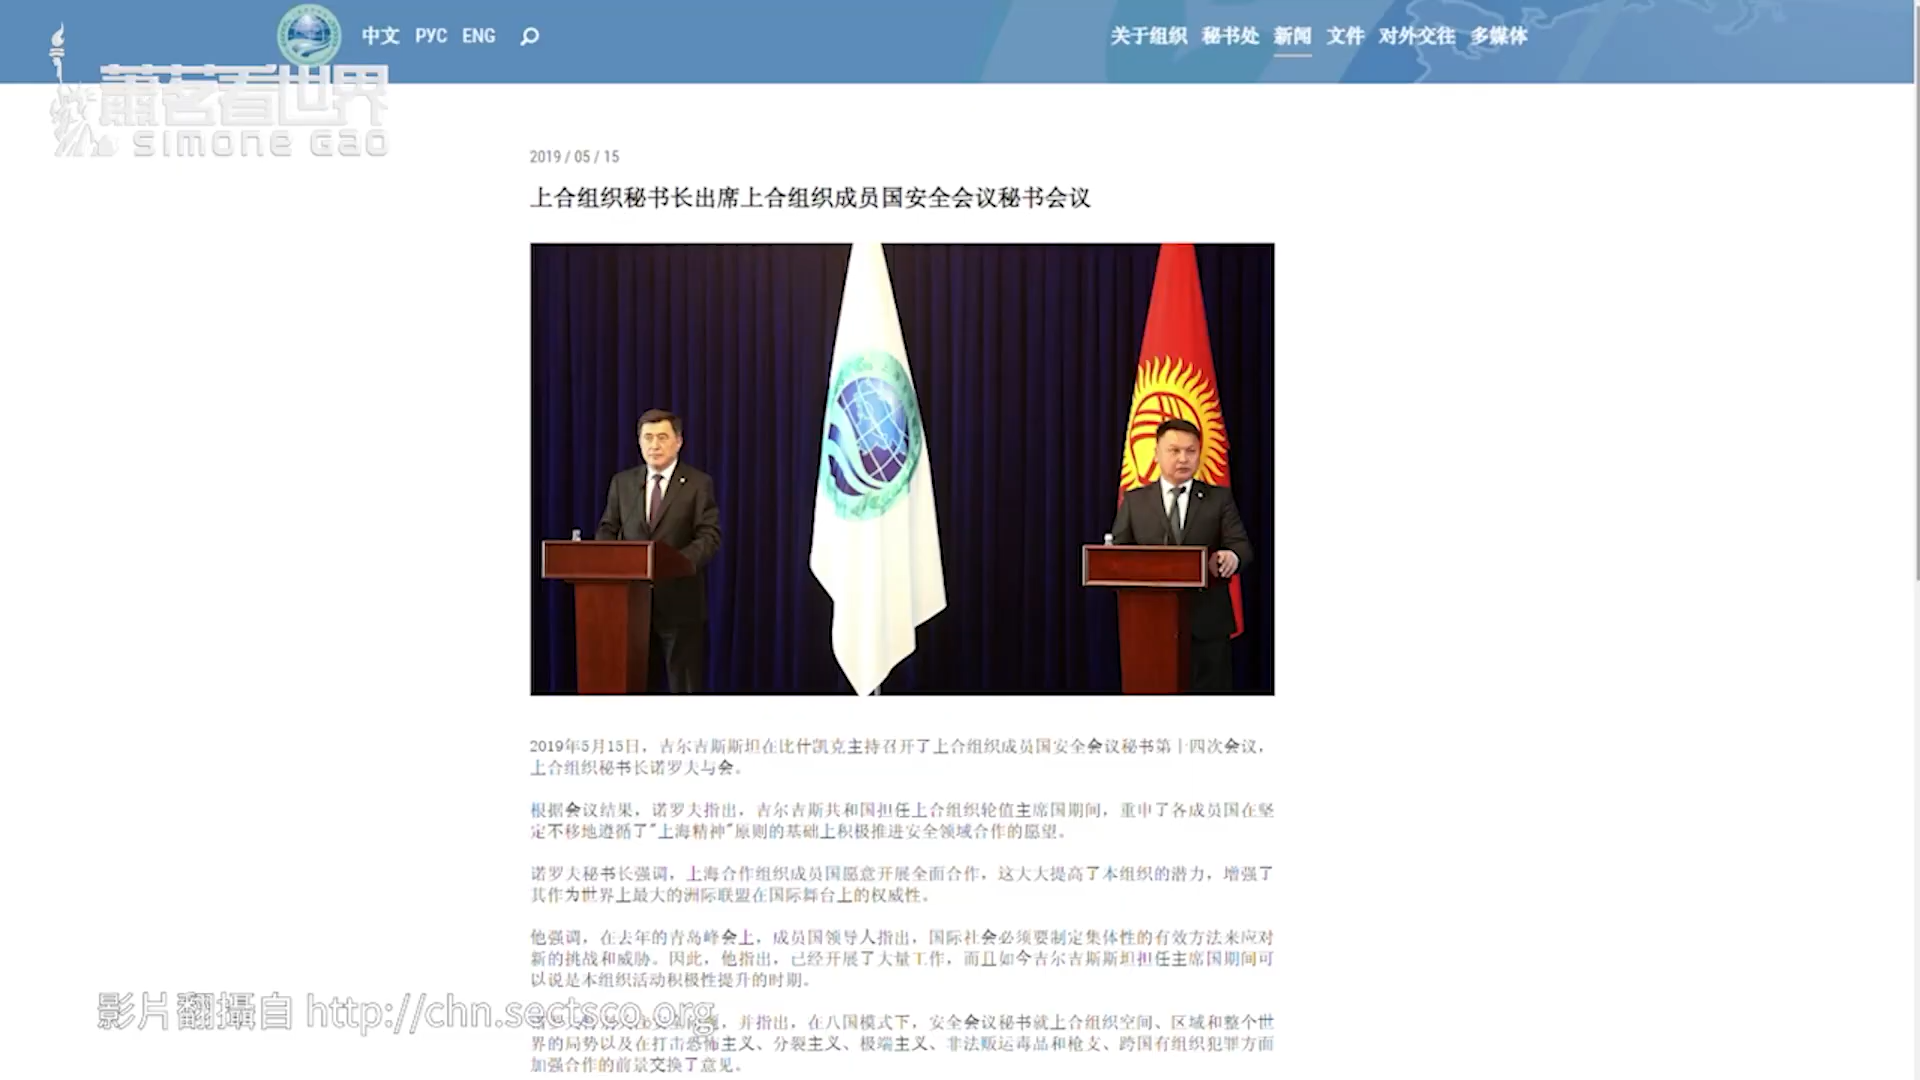 中文 РУС ENG
关于组织 秘书处 新闻 文件 对外交往 多媒体
蕭茗看世界
SIMONE GAO
2019 / 05 / 15
上合组织秘书长出席上合组织成员国安全会议秘书会议
2019年5月15日，吉尔吉斯斯坦在比什凯克主持召开了上合组织成员国安全会议秘书第十四次会议，
上合组织秘书长诺罗夫与会。
根据会议结果，诺罗夫指出，吉尔吉斯共和国担任上合组织轮值主席国期间，重申了各成员国在坚
定不移地遵循了"上海精神"原则的基础上积极推进安全领域合作的愿望。
诺罗夫秘书长强调，上海合作组织成员国愿意开展全面合作，这大大提高了本组织的潜力，增强了
其作为世界上最大的洲际联盟在国际舞台上的权威性。
他强调，在去年的青岛峰会上，成员国领导人指出，国际社会必须要制定集体性的有效方法来应对
新的挑战和威胁。因此，他指出，已经开展了大量工作，而且如今吉尔吉斯斯坦担任主席国期间可
以说是本组织活动积极性提升的时期。
影片翻攝自 http://chn.sectsco.org
，并指出，在八国模式下，安全会议秘书就上合组织空间、区域和整个世
界的局势以及在打击恐怖主义、分裂主义、极端主义、非法贩运毒品和枪支、跨国有组织犯罪方面
加强合作的前景交换了意见。